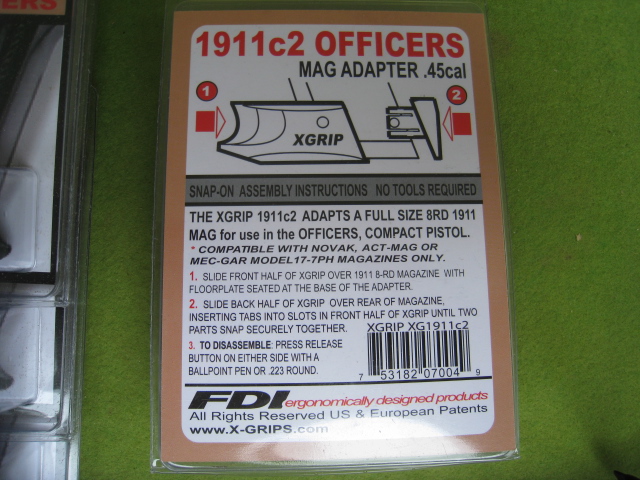 ERS
1911c2 OFFICERS
MAG ADAPTER .45cal
1
2
XGRIP
SNAP-ON ASSEMBLY INSTRUCTIONS NO TOOLS REQUIRED
THE XGRIP 1911c2 ADAPTS A FULL SIZE 8RD 1911
MAG for use in the OFFICERS, COMPACT PISTOL.
* COMPATIBLE WITH NOVAK, ACT-MAG OR
MEC-GAR MODEL17-7PH MAGAZINES ONLY.
1. SLIDE FRONT HALF OF XGRIP OVER 1911 8-RD MAGAZINE WITH
FLOORPLATE SEATED AT THE BASE OF THE ADAPTER.
2. SLIDE BACK HALF OF XGRIP OVER REAR OF MAGAZINE,
INSERTING TABS INTO SLOTS IN FRONT HALF OF XGRIP UNTIL TWO
PARTS SNAP SECURELY TOGETHER.
XGRIP XG1911c2
3. TO DISASSEMBLE: PRESS RELEASE
BUTTON ON EITHER SIDE WITH A
BALLPOINT PEN OR .223 ROUND.
7 53182 07004 9
FDI ergonomically designed products
All Rights Reserved US & European Patents
www.X-GRIPS.com